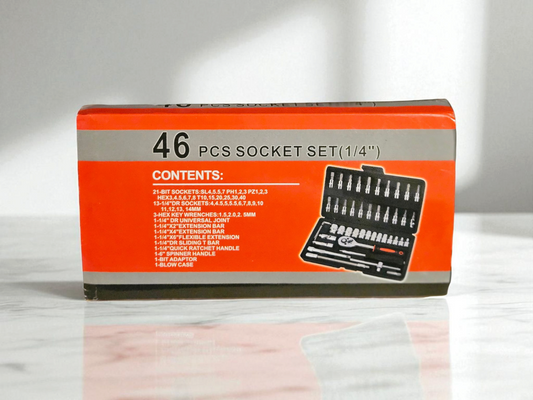 46 PCS SOCKET SET(1/4")
CONTENTS:
21-BIT SOCKETS:SL4,5.5.7 PH1,2,3 PZ1,2,3
HEX3,4,5,6,7,8 T10,15,20,25,30,40
13-1/4"DR SOCKETS:4,4.5,5,5.5,6,7,8,9,10
11,12,13, 14MM
3-HEX KEY WRENCHES:1.5,2.0,2. 5MM
1-1/4" DR UNIVERSAL JOINT
1-1/4"X2"EXTENSION BAR
1-1/4"X4"EXTENSION BAR
1-1/4"X6"FLEXIBLE EXTENSION
1-1/4"DR SLIDING T BAR
1-1/4"QUICK RATCHET HANDLE
1-6" SPINNER HANDLE
1-BIT ADAPTOR
1-BLOW CASE